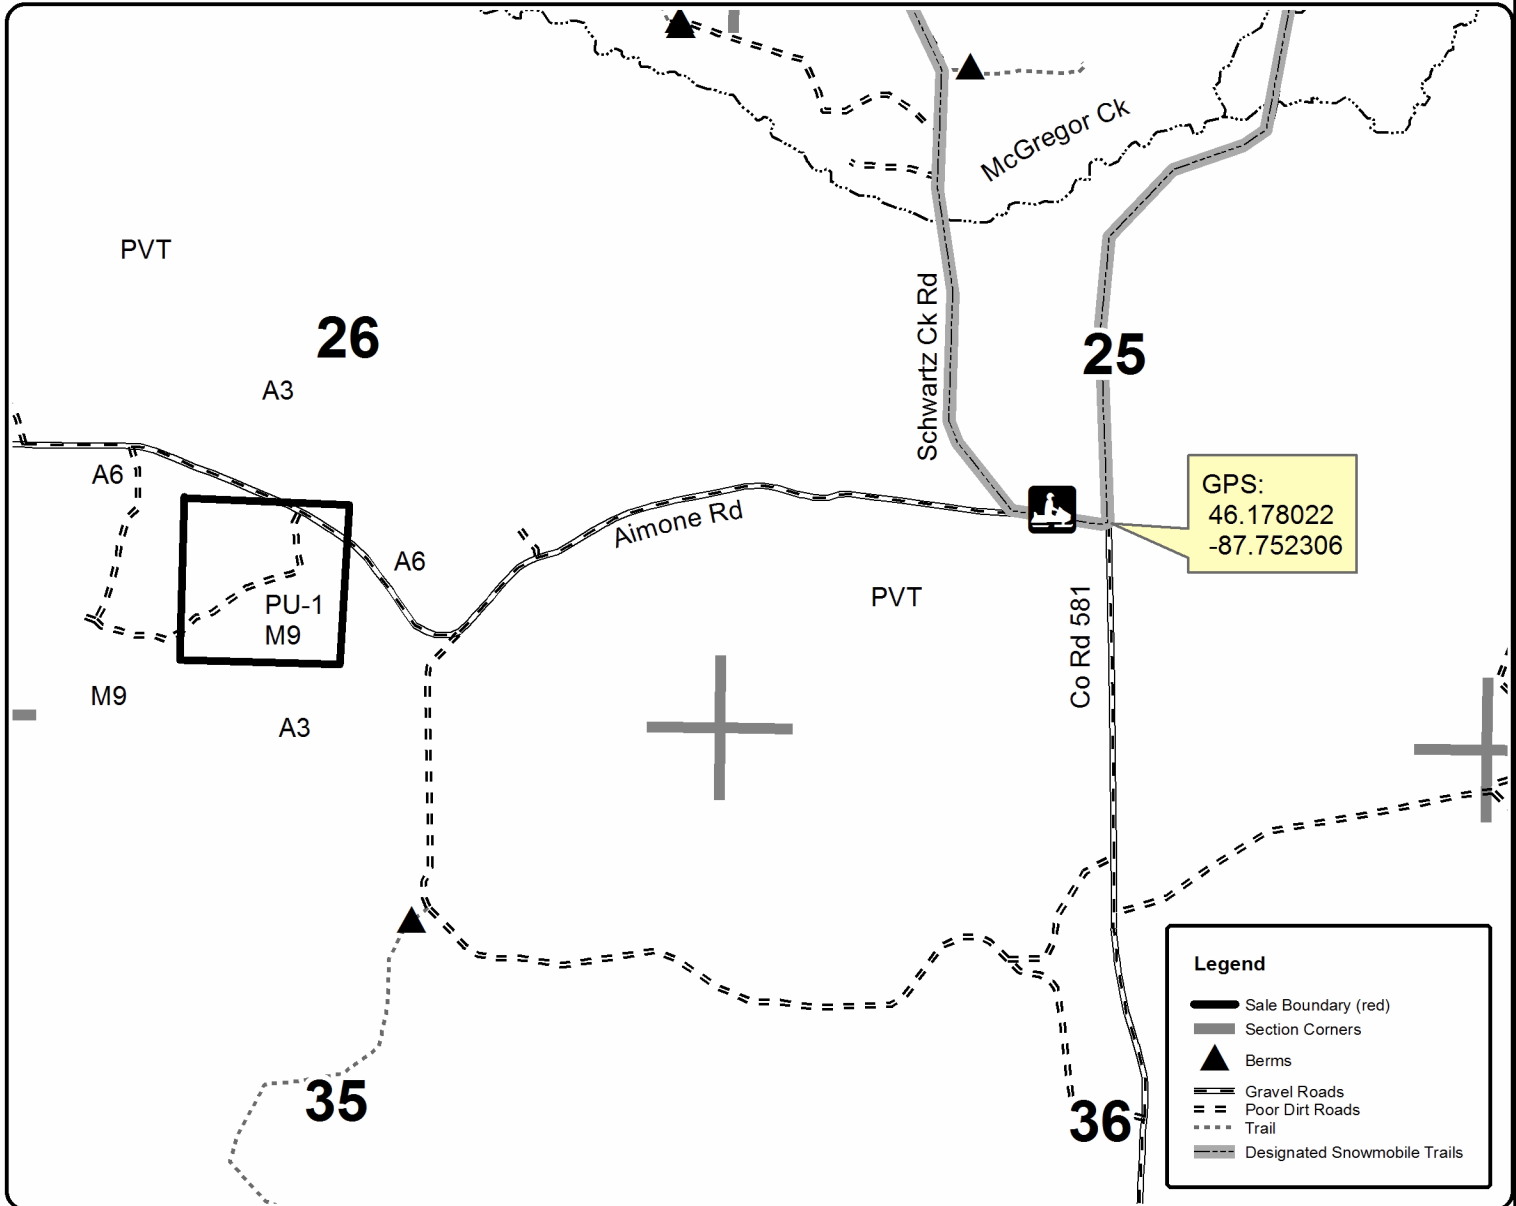 McGregor Ck
PVT
26
Schwartz Ck Rd
25
A3
A6
GPS:
46.178022
-87.752306
Aimone Rd
A6
PU-1
M9
PVT
Co Rd 581
M9
A3
35
36
Legend
Sale Boundary (red)
Section Corners
Berms
Gravel Roads
Poor Dirt Roads
Trail
Designated Snowmobile Trails